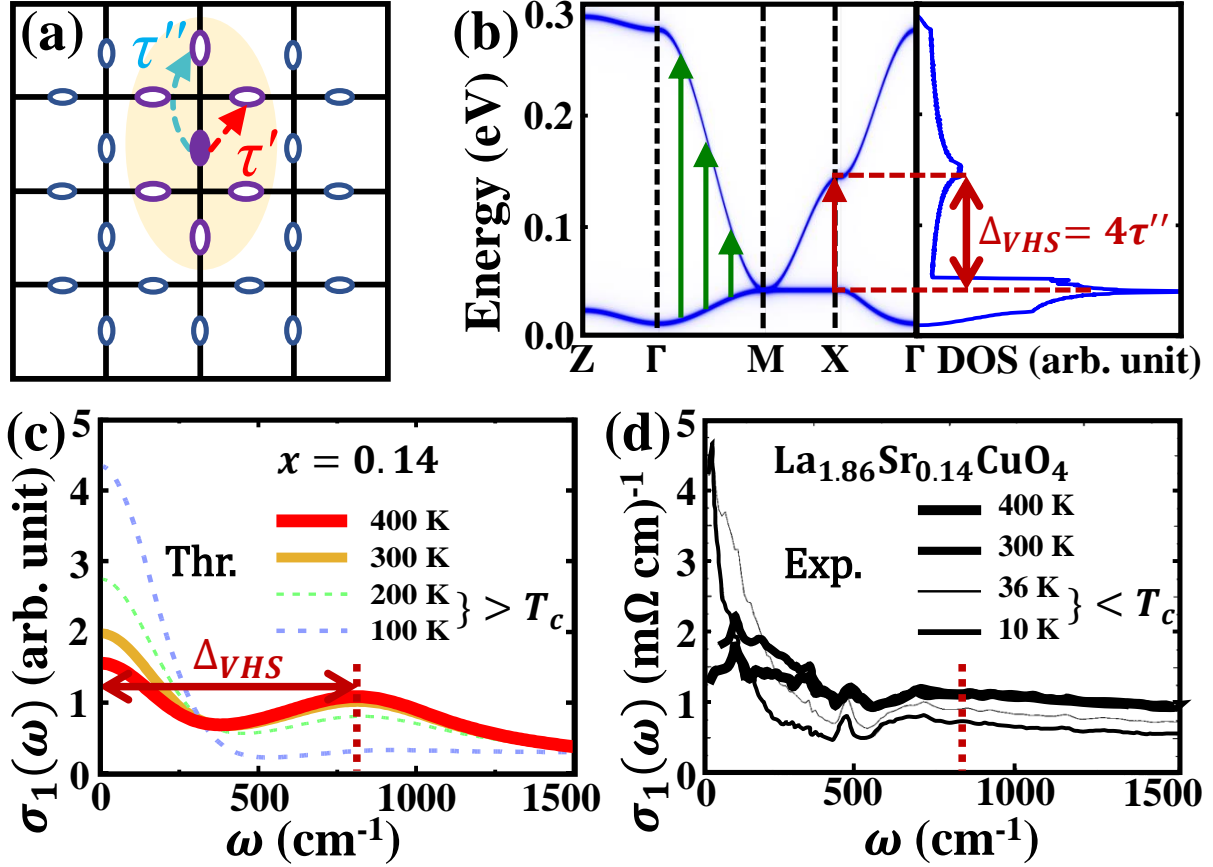 (a)
τ′′
τ′
(b)
Energy (eV)
0.3
0.2
0.1
0.0
Z Γ M X Γ
DOS (arb. unit)
Δ_VHS = 4τ′′
(c)
σ₁(ω) (arb. unit)
5
4
3
2
1
0
x = 0.14
Thr.
400 K
300 K
200 K
100 K
} > T_c
Δ_VHS
0 500 1000 1500
ω (cm⁻¹)
(d)
σ₁(ω) (mΩ cm)⁻¹
5
4
3
2
1
0
La₁.₈₆Sr₀.₁₄CuO₄
Exp.
400 K
300 K
36 K
10 K
} < T_c
0 500 1000 1500
ω (cm⁻¹)